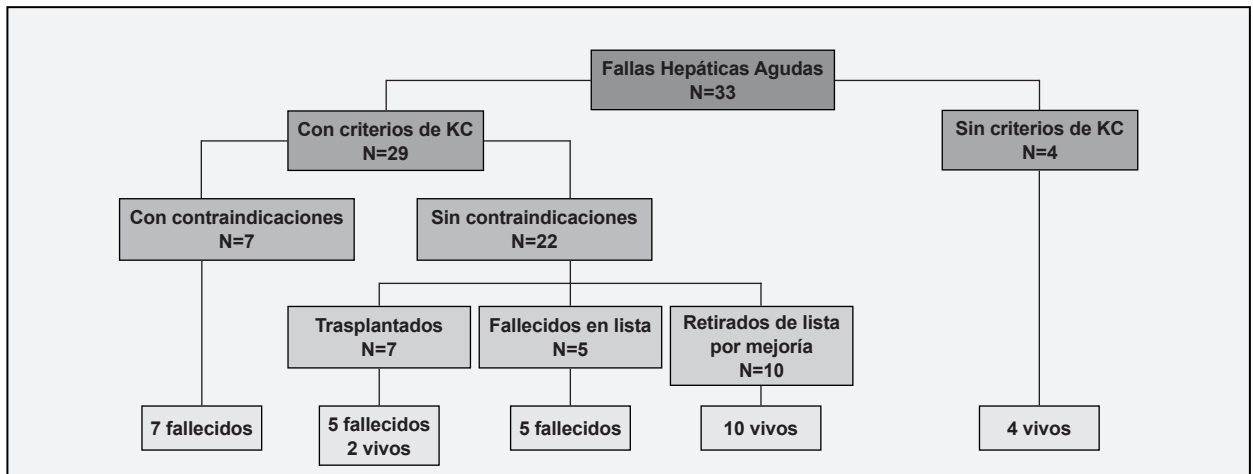 Fallas Hepáticas Agudas
N=33
Con criterios de KC
N=29
Sin criterios de KC
N=4
Con contraindicaciones
N=7
Sin contraindicaciones
N=22
Trasplantados
N=7
Fallecidos en lista
N=5
Retirados de lista
por mejoría
N=10
7 fallecidos
5 fallecidos
2 vivos
5 fallecidos
10 vivos
4 vivos